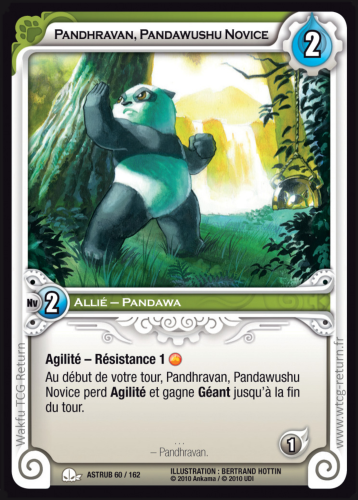 Pandhravan, Pandawushu Novice
2
Nv 2
Allié – Pandawa
Agilité – Résistance 1
Au début de votre tour, Pandhravan, Pandawushu
Novice perd Agilité et gagne Géant jusqu'à la fin
du tour.
...
– Pandhravan.
1
ASTRUB 60 / 162
ILLUSTRATION : BERTRAND HOTTIN
© 2010 Ankama / © 2010 UDI
Wakfu TCG Return
www.wtcg-return.fr